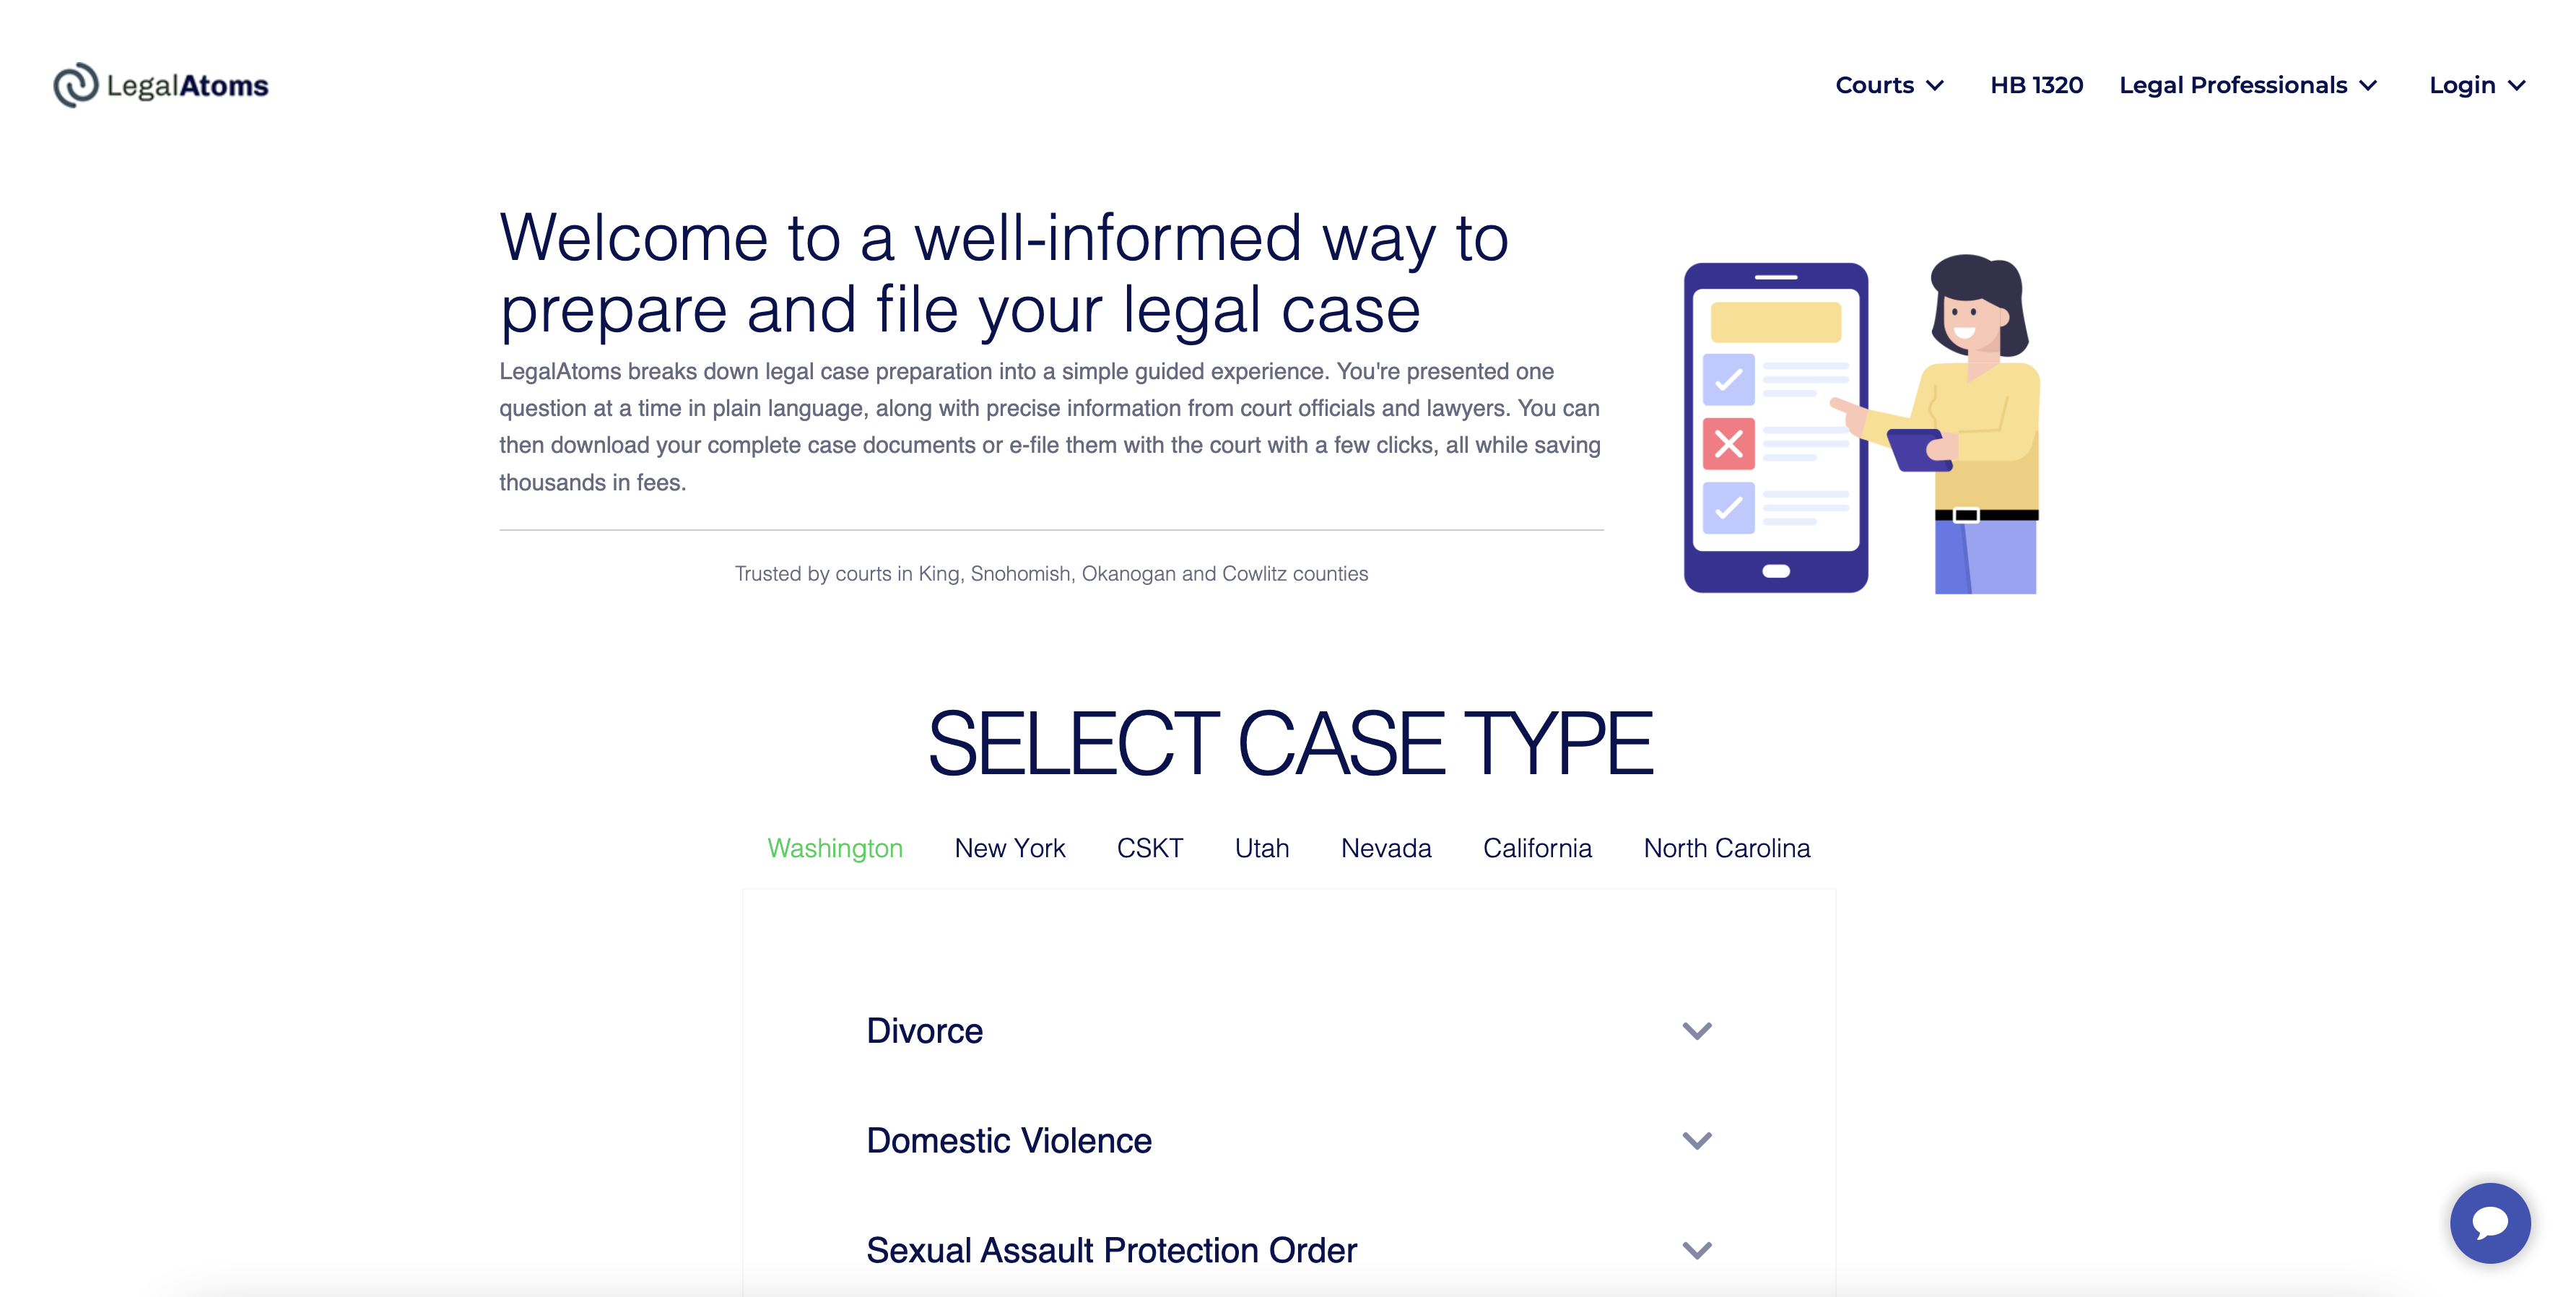 LegalAtoms
Courts
HB 1320
Legal Professionals
Login
Welcome to a well-informed way to
prepare and file your legal case
LegalAtoms breaks down legal case preparation into a simple guided experience. You're presented one
question at a time in plain language, along with precise information from court officials and lawyers. You can
then download your complete case documents or e-file them with the court with a few clicks, all while saving
thousands in fees.
Trusted by courts in King, Snohomish, Okanogan and Cowlitz counties
SELECT CASE TYPE
Washington
New York
CSKT
Utah
Nevada
California
North Carolina
Divorce
Domestic Violence
Sexual Assault Protection Order